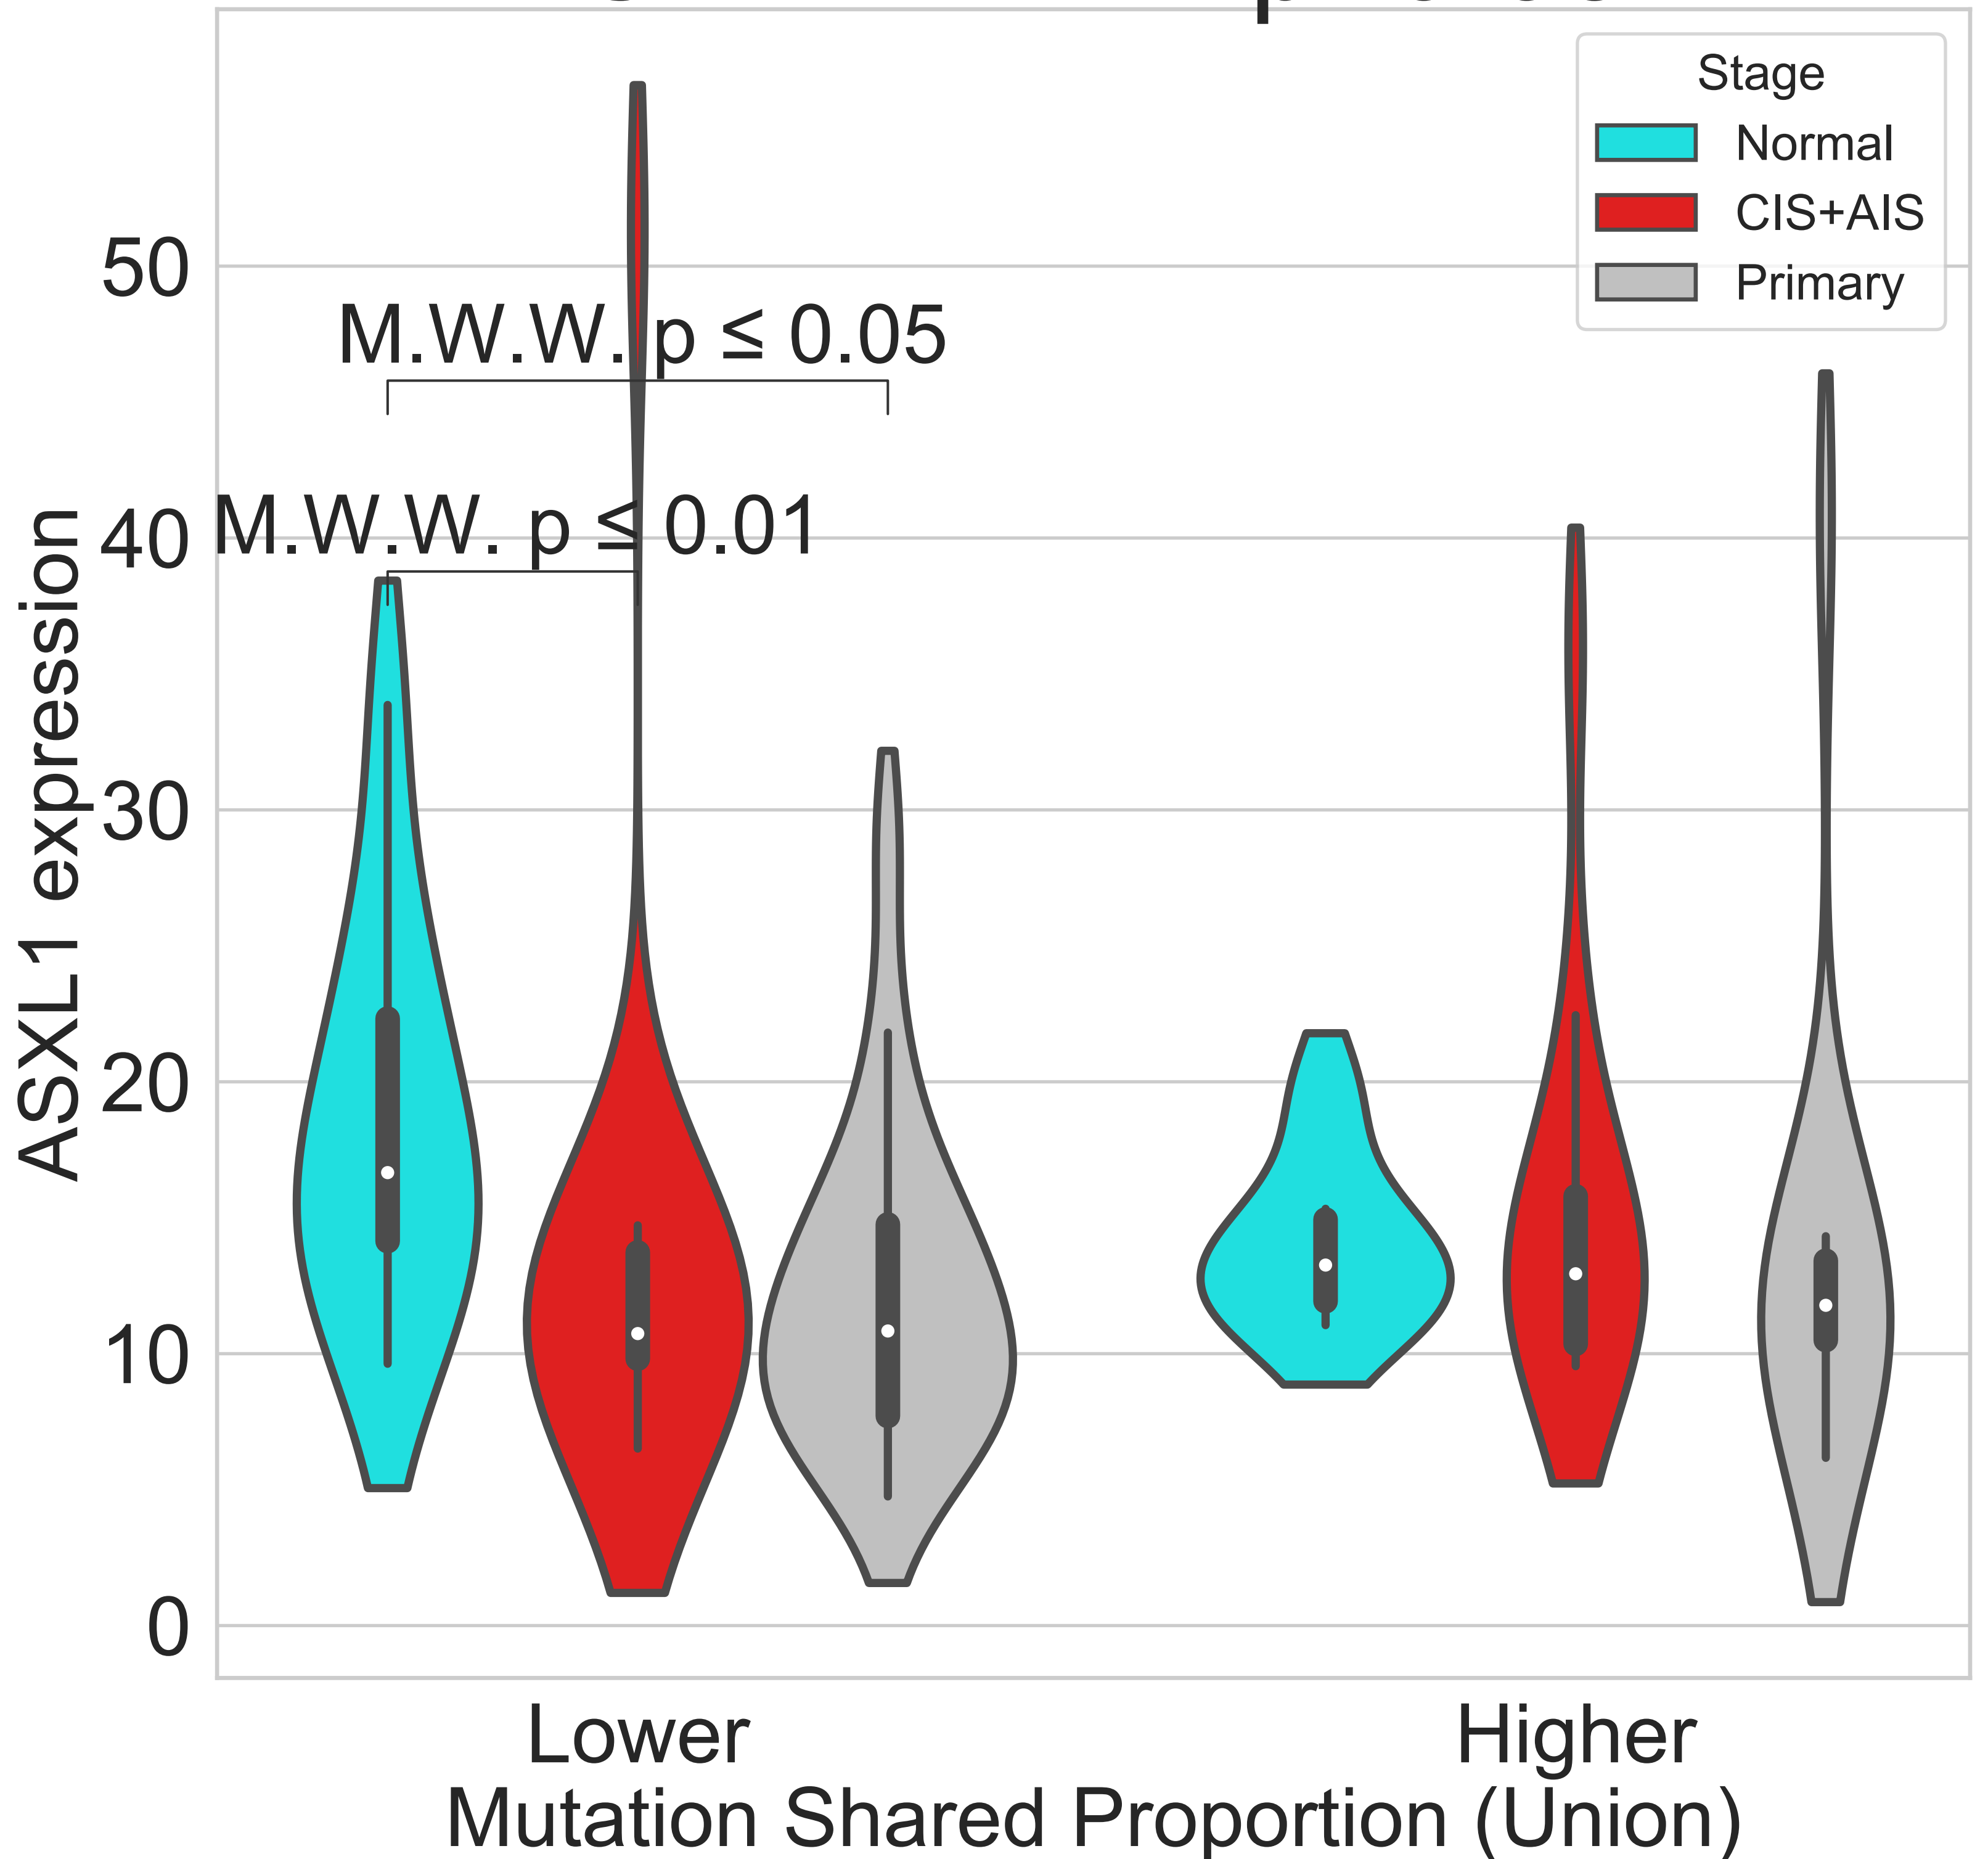 Stage
Normal
CIS+AIS
Primary
50
40
30
20
10
0
ASXL1 expression
M.W.W. p ≤ 0.05
M.W.W. p ≤ 0.01
Lower
Higher
Mutation Shared Proportion (Union)